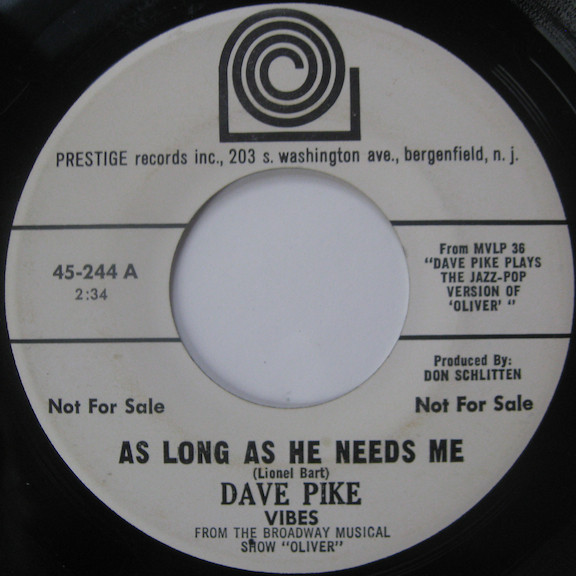 PRESTIGE records inc., 203 s. washington ave., bergenfield, n. j.
45-244 A
2:34
From MVLP 36
"DAVE PIKE PLAYS
THE JAZZ-POP
VERSION OF
'OLIVER' "
Produced By:
DON SCHLITTEN
Not For Sale
Not For Sale
AS LONG AS HE NEEDS ME
(Lionel Bart)
DAVE PIKE
VIBES
FROM THE BROADWAY MUSICAL
SHOW "OLIVER"